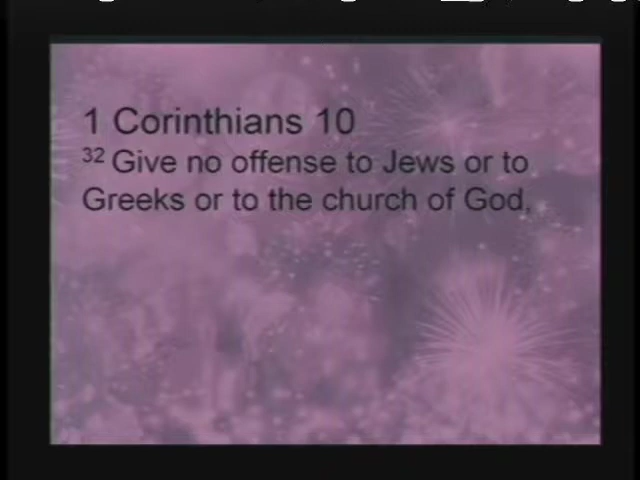 1 Corinthians 10
32 Give no offense to Jews or to
Greeks or to the church of God,